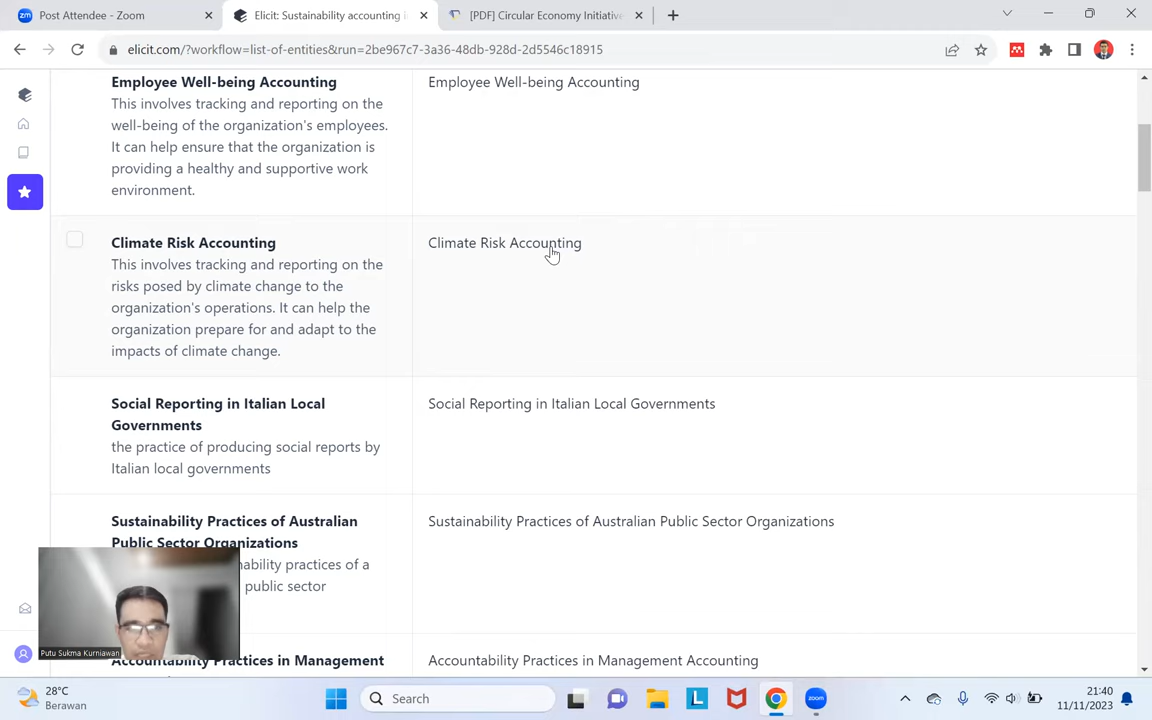 Post Attendee - Zoom
Elicit: Sustainability accounting i
[PDF] Circular Economy Initiative
elicit.com/?workflow=list-of-entities&run=2be967c7-3a36-48db-928d-2d5546c18915
Employee Well-being Accounting
This involves tracking and reporting on the
well-being of the organization's employees.
It can help ensure that the organization is
providing a healthy and supportive work
environment.
Employee Well-being Accounting
Climate Risk Accounting
This involves tracking and reporting on the
risks posed by climate change to the
organization's operations. It can help the
organization prepare for and adapt to the
impacts of climate change.
Climate Risk Accounting
Social Reporting in Italian Local
Governments
the practice of producing social reports by
Italian local governments
Social Reporting in Italian Local Governments
Sustainability Practices of Australian
Public Sector Organizations
nability practices of a
public sector
Sustainability Practices of Australian Public Sector Organizations
Accountability Practices in Management
Accountability Practices in Management Accounting
Putu Sukma Kurniawan
28°C
Berawan
Search
21:40
11/11/2023